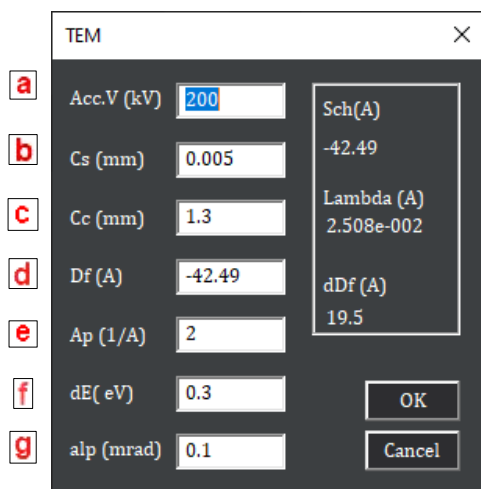 TEM
a
Acc.V (kV) 200
b
Cs (mm) 0.005
c
Cc (mm) 1.3
d
Df (A) -42.49
e
Ap (1/A) 2
f
dE( eV) 0.3
g
alp (mrad) 0.1
Sch(A)
-42.49
Lambda (A)
2.508e-002
dDf (A)
19.5
OK
Cancel